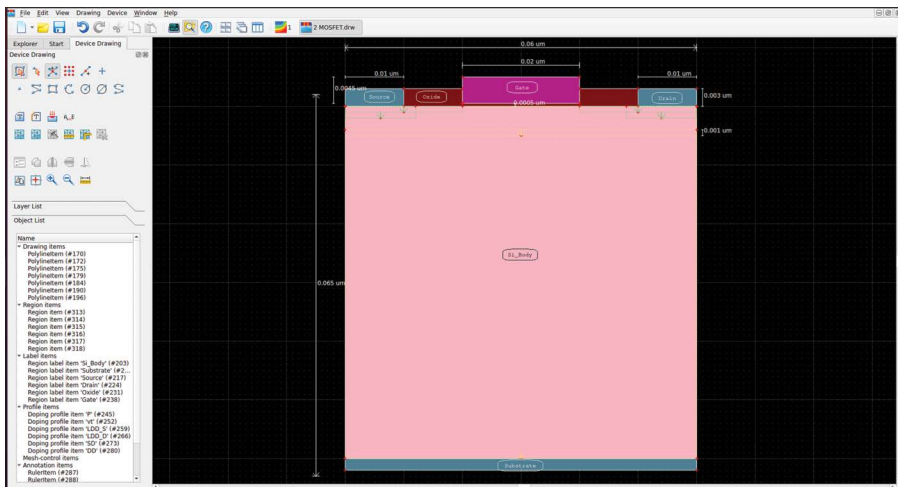 File Edit View Drawing Device Window Help
1
2 MOSFET.drw
Explorer Start Device Drawing
Device Drawing
Layer List
Object List
Name
Drawing items
PolylineItem (#170)
PolylineItem (#172)
PolylineItem (#175)
PolylineItem (#179)
PolylineItem (#184)
PolylineItem (#190)
PolylineItem (#196)
Region items
Region item (#313)
Region item (#314)
Region item (#315)
Region item (#316)
Region item (#317)
Region item (#318)
Label items
Region label item 'Si_Body' (#203)
Region label item 'Substrate' (#2...
Region label item 'Source' (#217)
Region label item 'Drain' (#224)
Region label item 'Oxide' (#231)
Region label item 'Gate' (#238)
Profile items
Doping profile item 'P' (#245)
Doping profile item 'vt' (#252)
Doping profile item 'LDD_S' (#259)
Doping profile item 'LDD_D' (#266)
Doping profile item 'SD' (#273)
Doping profile item 'DD' (#280)
Mesh-control items
Annotation items
RulerItem (#287)
RulerItem (#288)
0.06 um
0.02 um
0.01 um
0.01 um
0.0045 um
Source
Oxide
Gate
Drain
0.003 um
0.0005 um
0.001 um
Si_Body
0.065 um
Substrate